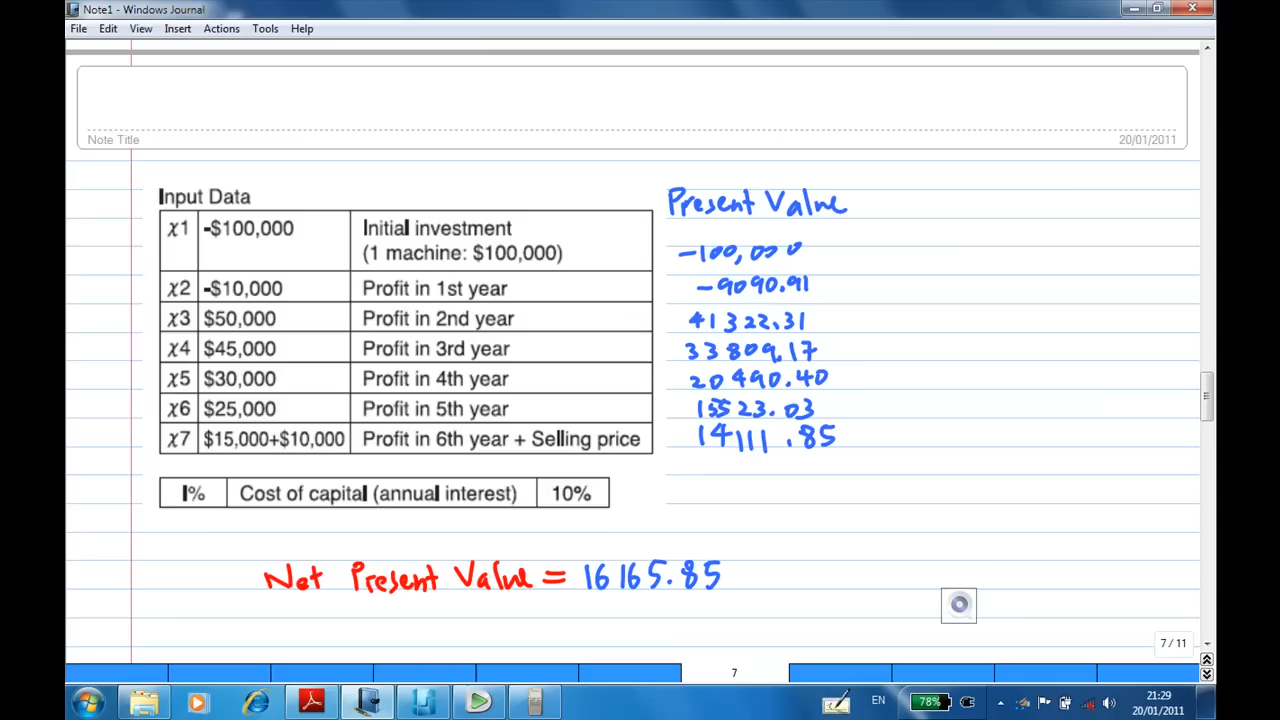 Note1 - Windows Journal
File Edit View Insert Actions Tools Help
Note Title 20/01/2011
Input Data
Present Value
χ1 -$100,000 Initial investment (1 machine: $100,000) -100,000
χ2 -$10,000 Profit in 1st year -9090.91
χ3 $50,000 Profit in 2nd year 41322.31
χ4 $45,000 Profit in 3rd year 33809.17
χ5 $30,000 Profit in 4th year 20490.40
χ6 $25,000 Profit in 5th year 15523.03
χ7 $15,000+$10,000 Profit in 6th year + Selling price 14111.85
I% Cost of capital (annual interest) 10%
Net Present Value = 16165.85
7 / 11
7
EN 78% 21:29
20/01/2011